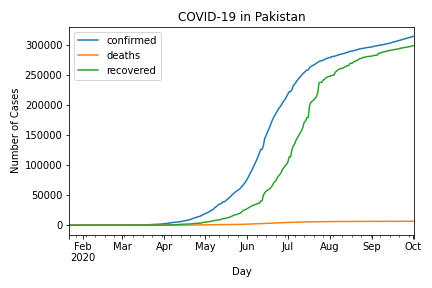 COVID-19 in Pakistan
confirmed
deaths
recovered
Number of Cases
300000
250000
200000
150000
100000
50000
0
Feb Mar Apr May Jun Jul Aug Sep Oct
2020
Day